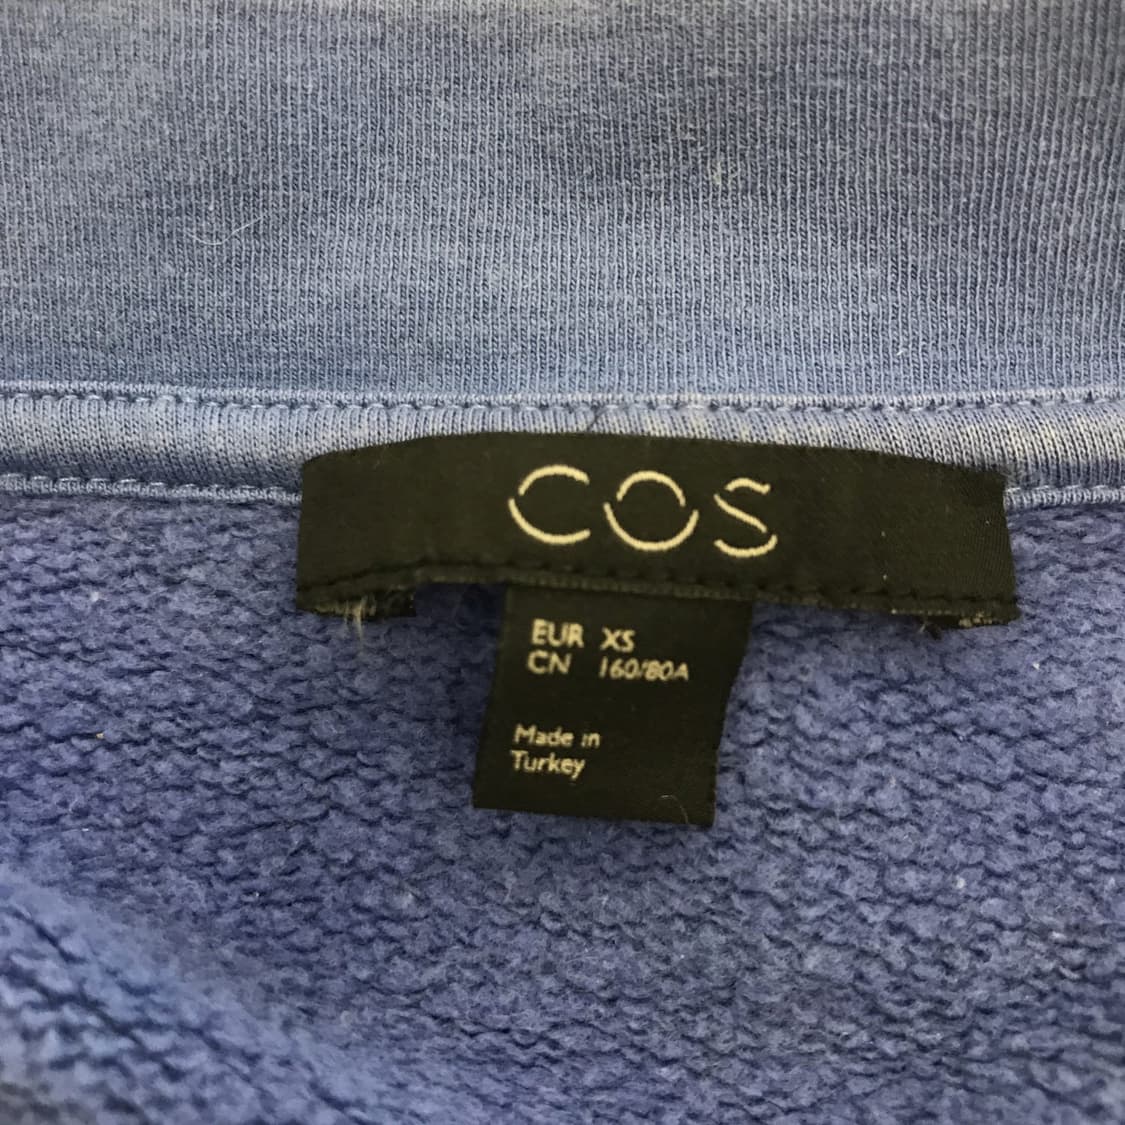 COS
EUR XS
CN 160/80A
Made in
Turkey